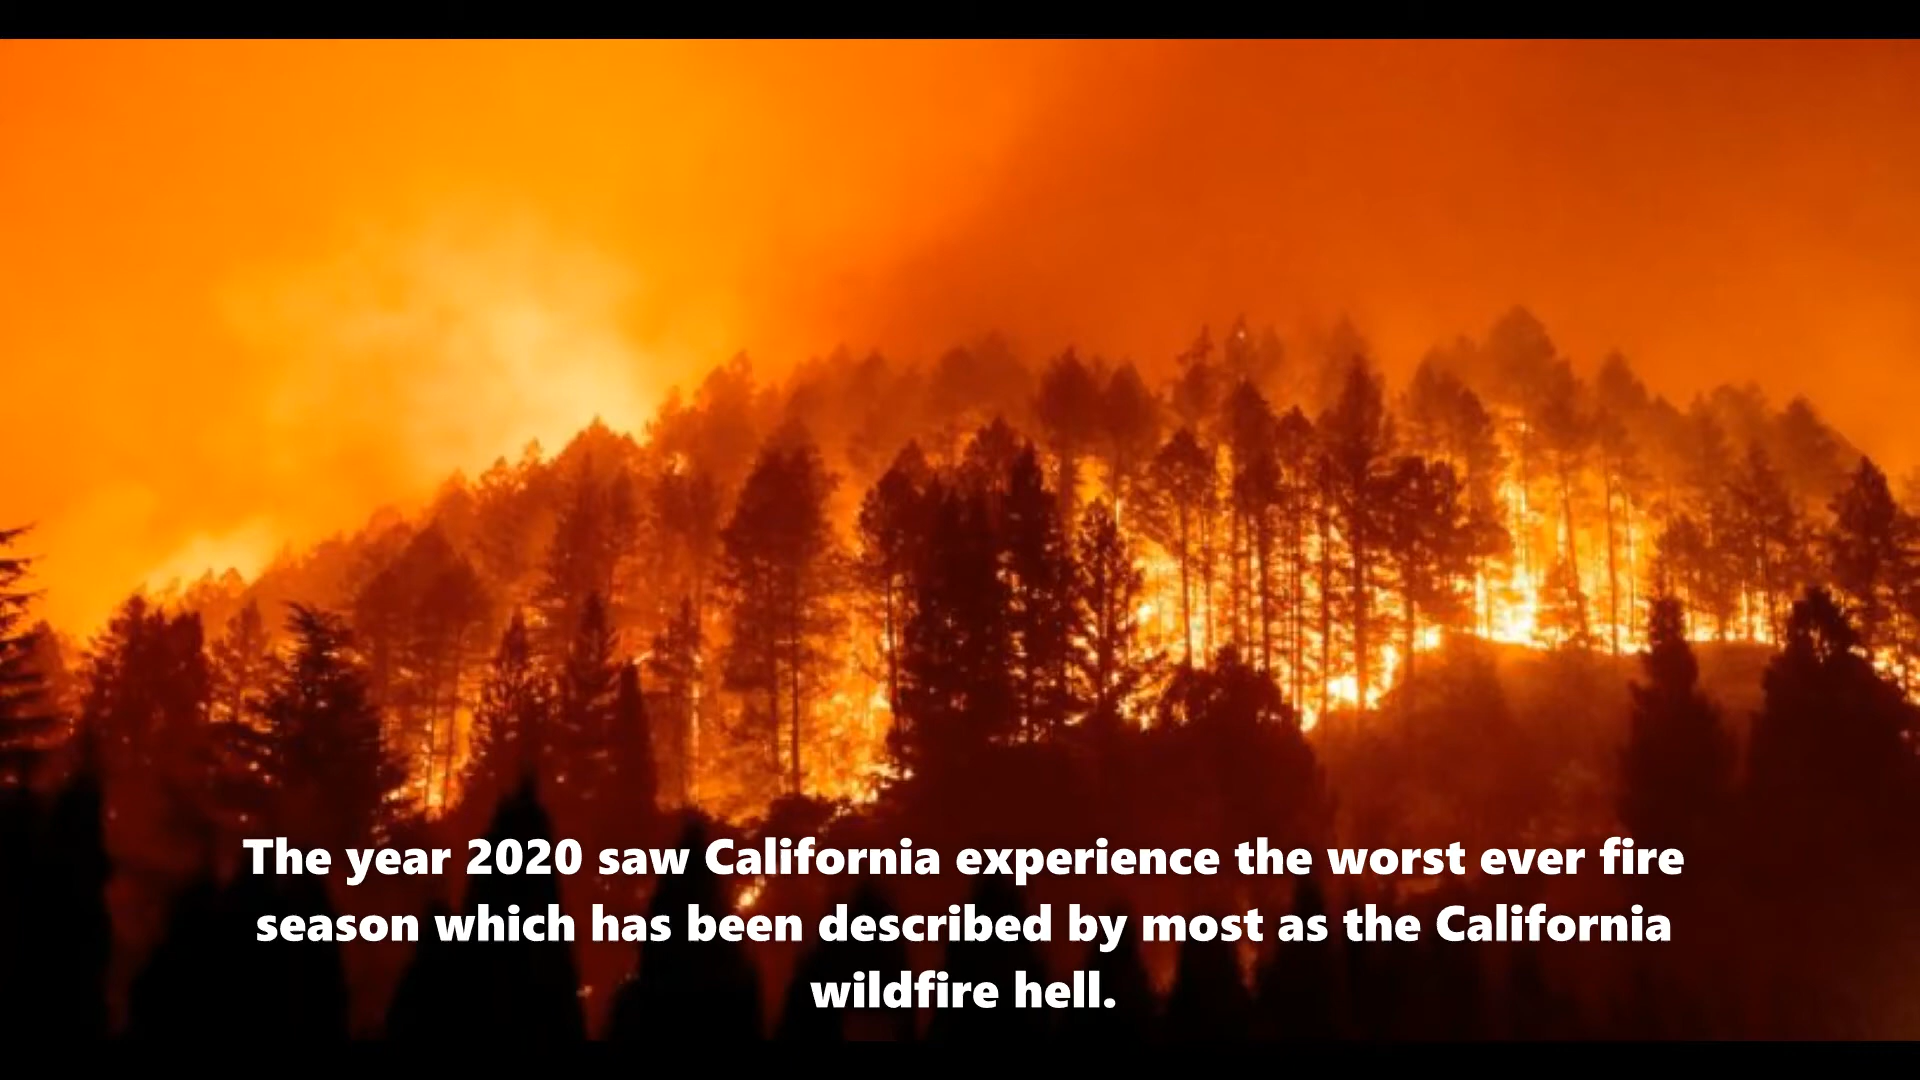 The year 2020 saw California experience the worst ever fire
season which has been described by most as the California
wildfire hell.